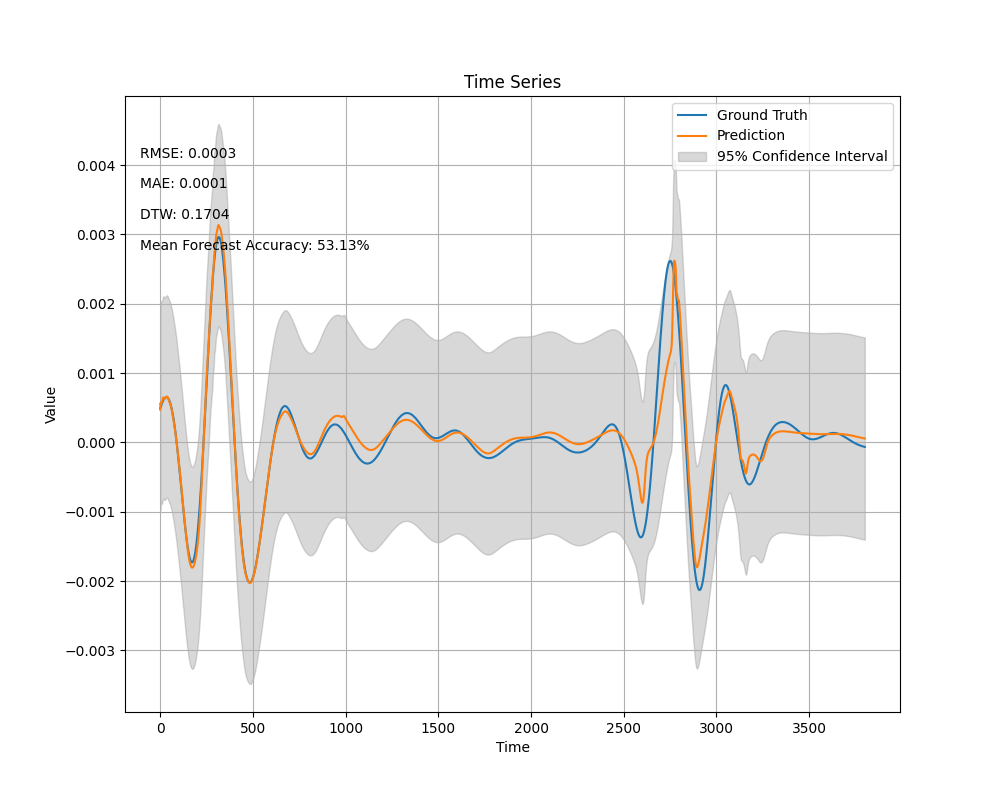 Time Series
Ground Truth
Prediction
95% Confidence Interval
RMSE: 0.0003
MAE: 0.0001
DTW: 0.1704
Mean Forecast Accuracy: 53.13%
0.004
0.003
0.002
0.001
0.000
−0.001
−0.002
−0.003
Value
0 500 1000 1500 2000 2500 3000 3500
Time